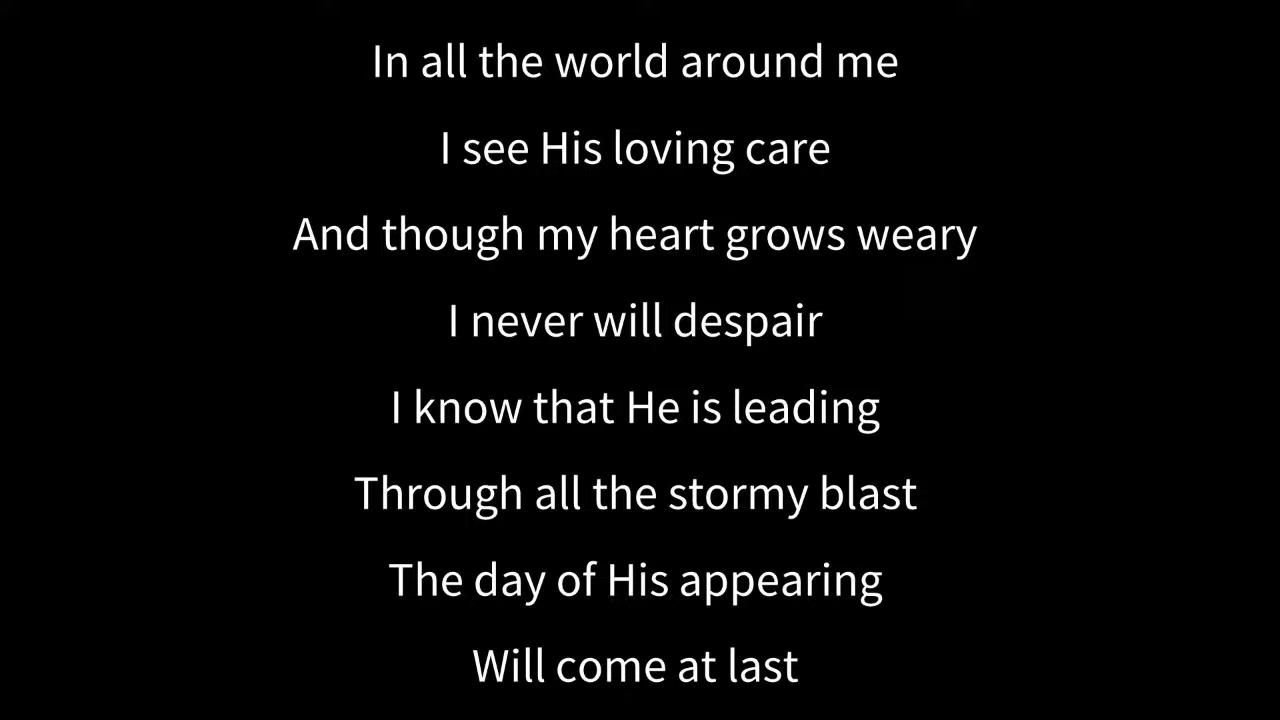 In all the world around me
I see His loving care
And though my heart grows weary
I never will despair
I know that He is leading
Through all the stormy blast
The day of His appearing
Will come at last